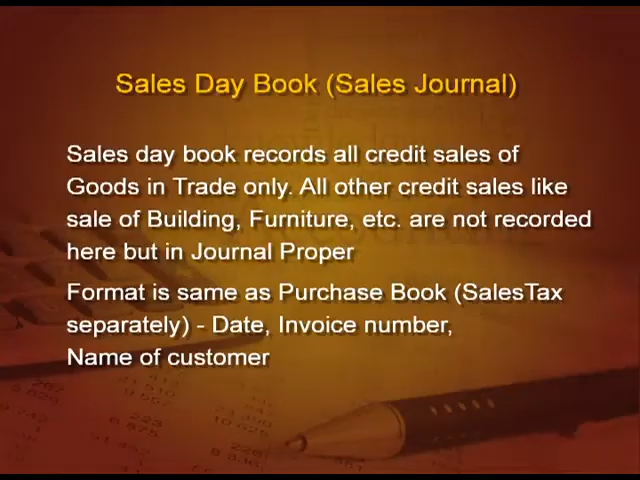 Sales Day Book (Sales Journal)
Sales day book records all credit sales of
Goods in Trade only. All other credit sales like
sale of Building, Furniture, etc. are not recorded
here but in Journal Proper
Format is same as Purchase Book (SalesTax
separately) - Date, Invoice number,
Name of customer